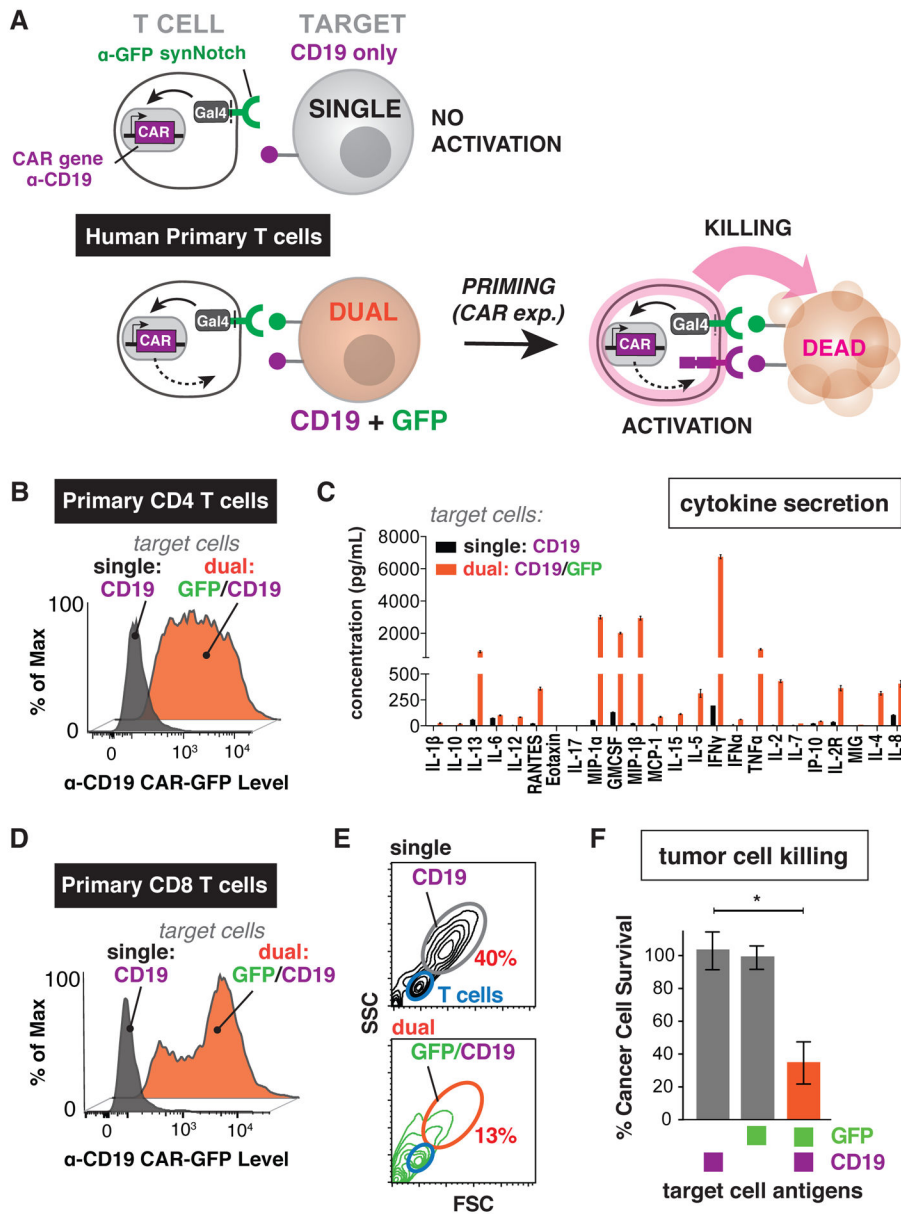 A
T CELL
TARGET
α-GFP synNotch
CD19 only
Gal4
CAR
SINGLE
NO
ACTIVATION
CAR gene
α-CD19
Human Primary T cells
KILLING
Gal4
CAR
DUAL
PRIMING
(CAR exp.)
Gal4
CAR
DEAD
CD19 + GFP
ACTIVATION
B
Primary CD4 T cells
target cells
single:
CD19
dual:
GFP/CD19
100
% of Max
0
0
10³
10⁴
α-CD19 CAR-GFP Level
C
cytokine secretion
target cells:
single: CD19
dual: CD19/GFP
concentration (pg/mL)
8000
6000
4000
2000
500
250
0
IL-1β
IL-10
IL-13
IL-6
IL-12
RANTES
Eotaxin
IL-17
MIP-1α
GMCSF
MIP-1β
MCP-1
IL-15
IL-5
IFNγ
IFNα
TNFα
IL-2
IL-7
IP-10
IL-2R
MIG
IL-4
IL-8
D
Primary CD8 T cells
target cells
single:
CD19
dual:
GFP/CD19
100
% of Max
0
0
10³
10⁴
α-CD19 CAR-GFP Level
E
single
CD19
40%
T cells
SSC
dual
GFP/CD19
13%
FSC
F
tumor cell killing
*
% Cancer Cell Survival
100
80
60
40
20
0
GFP
CD19
target cell antigens